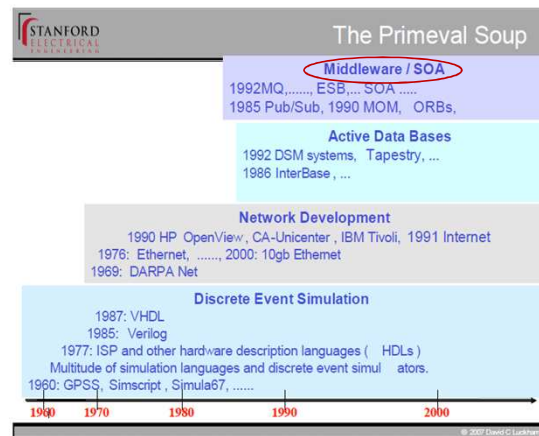 STANFORD
ELECTRICAL
ENGINEERING
The Primeval Soup
Middleware / SOA
1992MQ,......, ESB,... SOA .....
1985 Pub/Sub, 1990 MOM, ORBs,
Active Data Bases
1992 DSM systems, Tapestry, ...
1986 InterBase , ...
Network Development
1990 HP OpenView , CA-Unicenter , IBM Tivoli, 1991 Internet
1976: Ethernet, ......, 2000: 10gb Ethernet
1969: DARPA Net
Discrete Event Simulation
1987: VHDL
1985: Verilog
1977: ISP and other hardware description languages ( HDLs )
Multitude of simulation languages and discrete event simul ators.
1960: GPSS, Simscript , Simula67, ......
1960 1970 1980 1990 2000
© 2007 David C Luckham